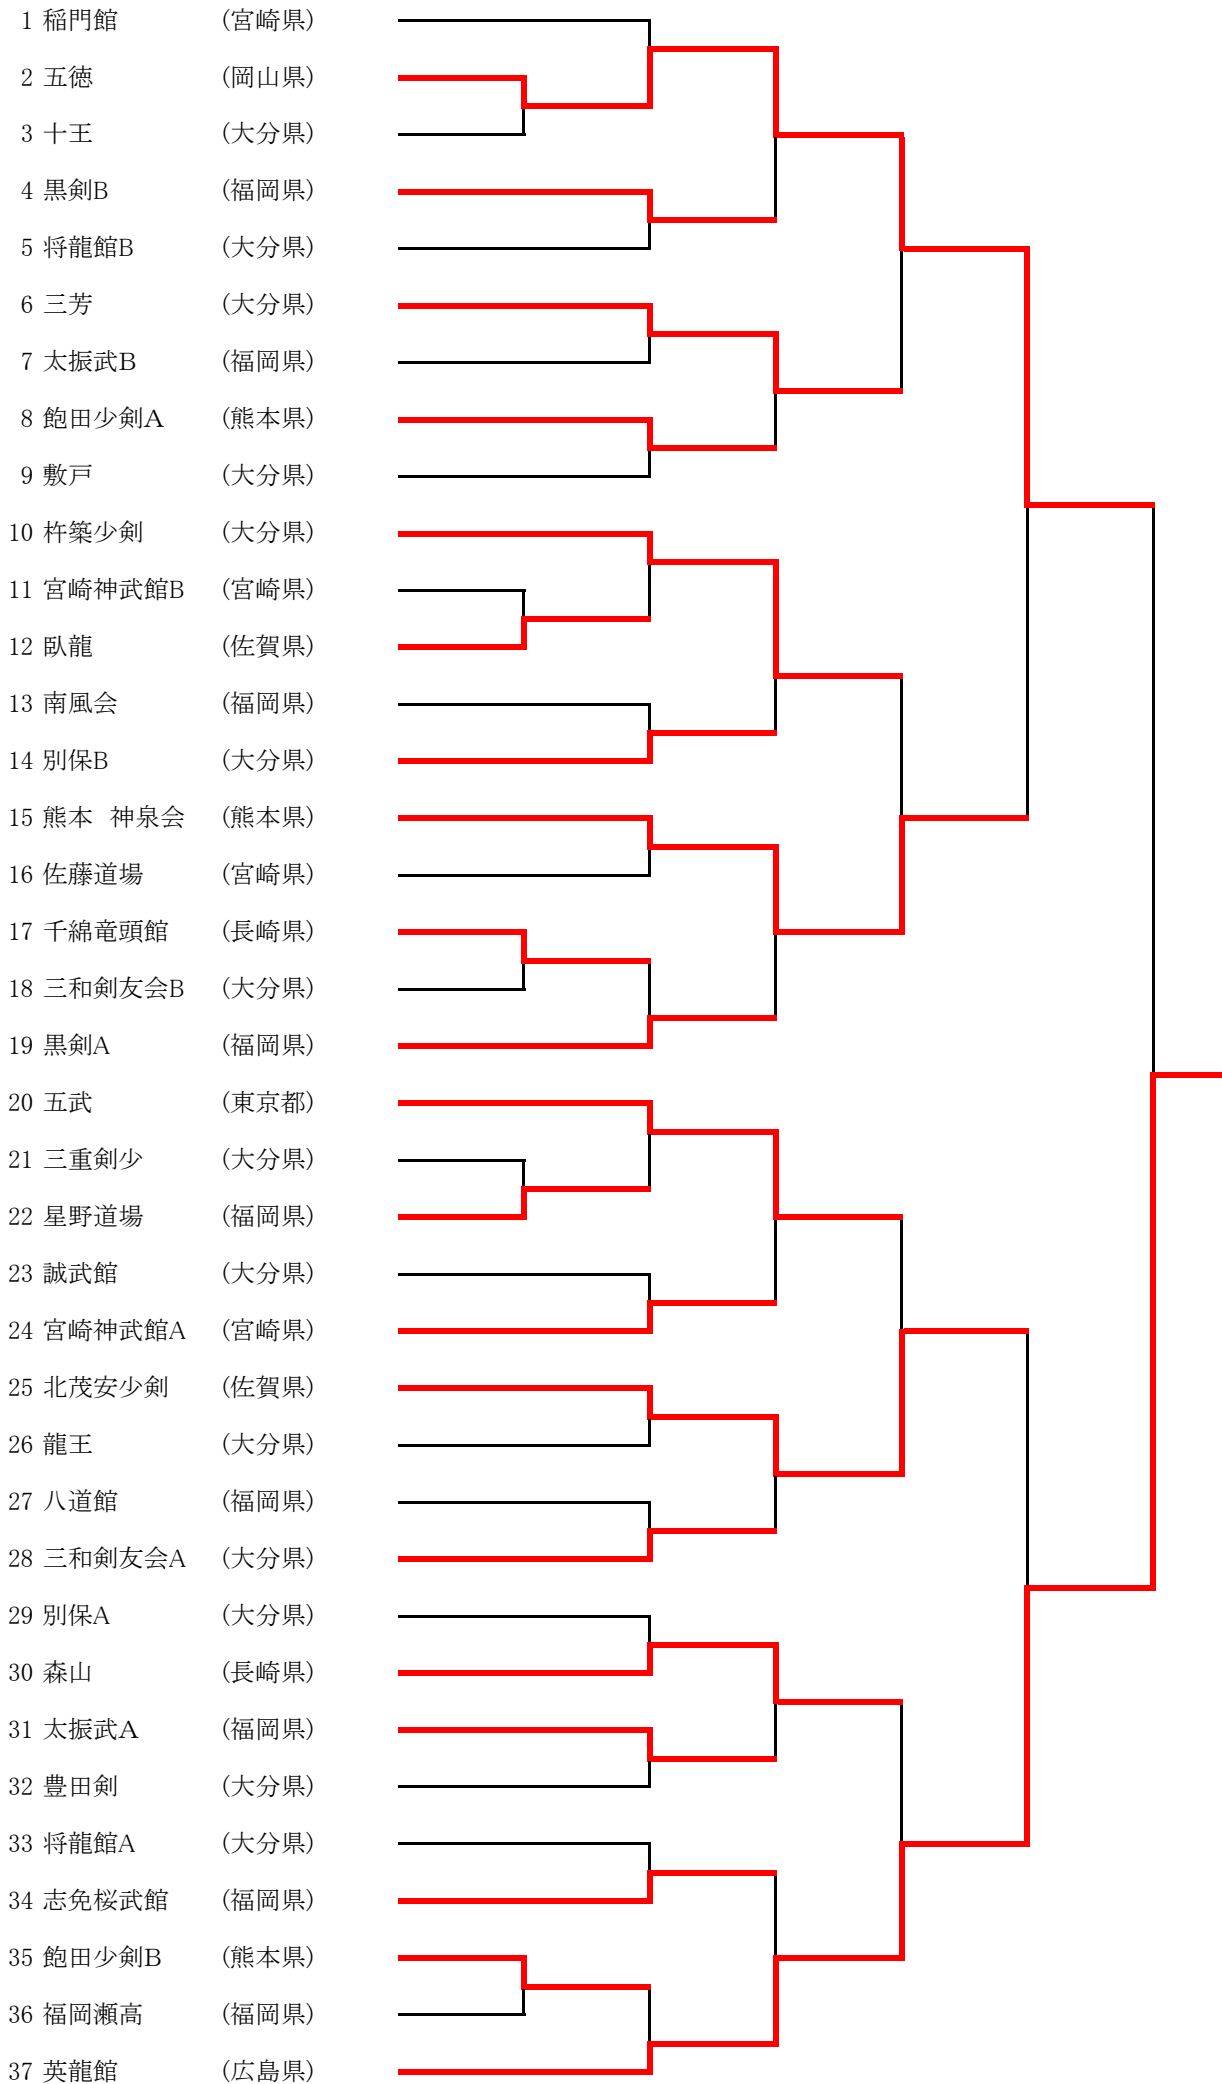 1 稲門館 (宮崎県)
2 五徳 (岡山県)
3 十王 (大分県)
4 黒剣B (福岡県)
5 将龍館B (大分県)
6 三芳 (大分県)
7 太振武B (福岡県)
8 飽田少剣A (熊本県)
9 敷戸 (大分県)
10 杵築少剣 (大分県)
11 宮崎神武館B (宮崎県)
12 臥龍 (佐賀県)
13 南風会 (福岡県)
14 別保B (大分県)
15 熊本 神泉会 (熊本県)
16 佐藤道場 (宮崎県)
17 千綿竜頭館 (長崎県)
18 三和剣友会B (大分県)
19 黒剣A (福岡県)
20 五武 (東京都)
21 三重剣少 (大分県)
22 星野道場 (福岡県)
23 誠武館 (大分県)
24 宮崎神武館A (宮崎県)
25 北茂安少剣 (佐賀県)
26 龍王 (大分県)
27 八道館 (福岡県)
28 三和剣友会A (大分県)
29 別保A (大分県)
30 森山 (長崎県)
31 太振武A (福岡県)
32 豊田剣 (大分県)
33 将龍館A (大分県)
34 志免桜武館 (福岡県)
35 飽田少剣B (熊本県)
36 福岡瀬高 (福岡県)
37 英龍館 (広島県)